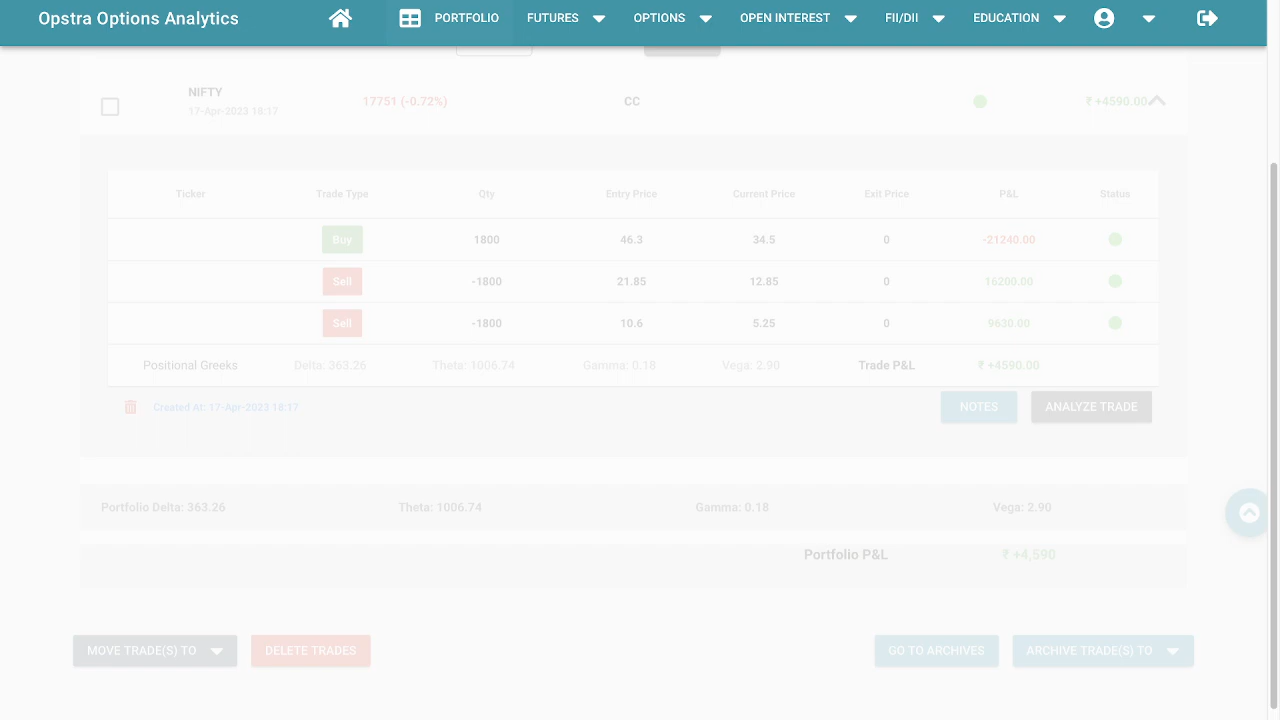 Opstra Options Analytics PORTFOLIO FUTURES OPTIONS OPEN INTEREST FII/DII EDUCATION
NIFTY 17751 (-0.72%) CC ₹ +4590.00
17-Apr-2023 18:17
Ticker Trade Type Qty Entry Price Current Price Exit Price P&L Status
Buy 1800 46.3 34.5 0 -21240.00
Sell -1800 21.85 12.85 0 16200.00
Sell -1800 10.6 5.25 0 9630.00
Positional Greeks Delta: 363.26 Theta: 1006.74 Gamma: 0.18 Vega: 2.90 Trade P&L ₹ +4590.00
Created At: 17-Apr-2023 18:17 NOTES ANALYZE TRADE
Portfolio Delta: 363.26 Theta: 1006.74 Gamma: 0.18 Vega: 2.90
Portfolio P&L ₹ +4,590
MOVE TRADE(S) TO DELETE TRADES GO TO ARCHIVES ARCHIVE TRADE(S) TO